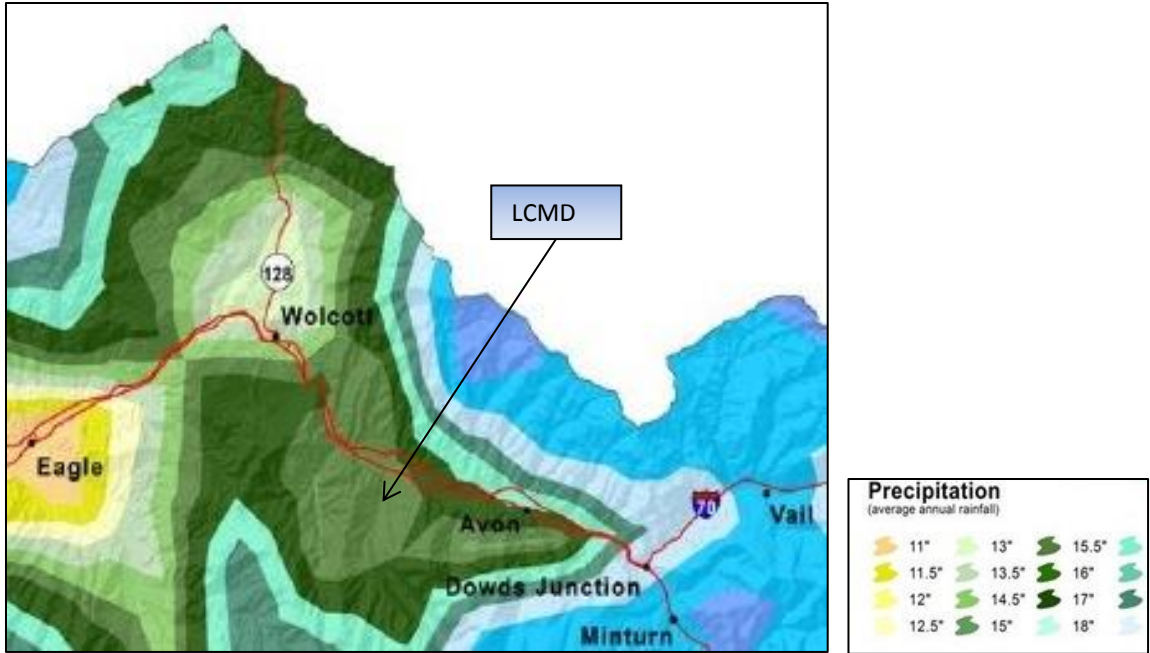 LCMD
128
Wolcott
Eagle
Avon
70
Vail
Dowds Junction
Minturn
Precipitation
(average annual rainfall)
11" 13" 15.5"
11.5" 13.5" 16"
12" 14.5" 17"
12.5" 15" 18"